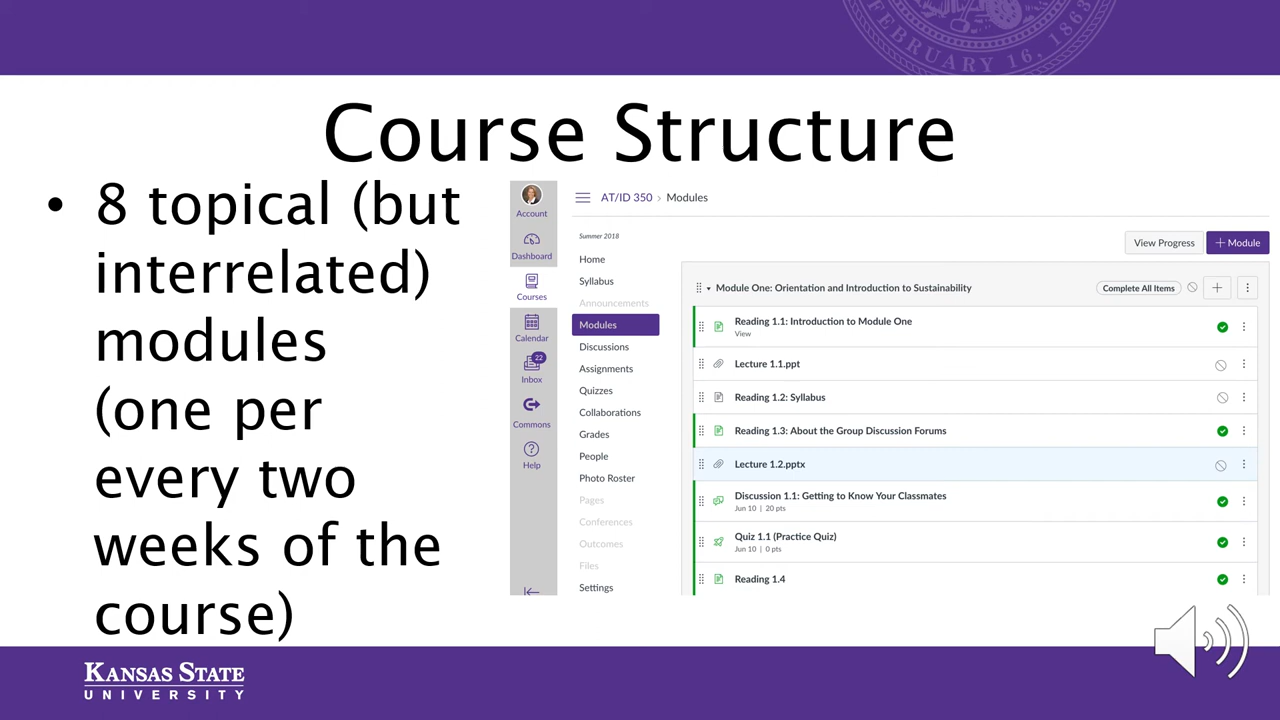 FEBRUARY 16, 1863
Course Structure
• 8 topical (but
interrelated)
modules
(one per
every two
weeks of the
course)
Account
Dashboard
Courses
Calendar
22
Inbox
Commons
Help
AT/ID 350 › Modules
Summer 2018
Home
Syllabus
Announcements
Modules
Discussions
Assignments
Quizzes
Collaborations
Grades
People
Photo Roster
Pages
Conferences
Outcomes
Files
Settings
View Progress
+ Module
Module One: Orientation and Introduction to Sustainability
Complete All Items
Reading 1.1: Introduction to Module One
View
Lecture 1.1.ppt
Reading 1.2: Syllabus
Reading 1.3: About the Group Discussion Forums
Lecture 1.2.pptx
Discussion 1.1: Getting to Know Your Classmates
Jun 10 | 20 pts
Quiz 1.1 (Practice Quiz)
Jun 10 | 0 pts
Reading 1.4
KANSAS STATE
UNIVERSITY